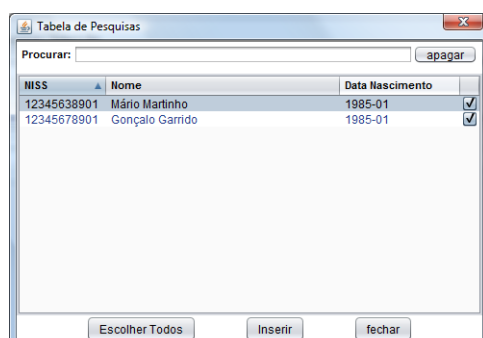 Tabela de Pesquisas
Procurar: apagar
NISS Nome Data Nascimento
12345638901 Mário Martinho 1985-01
12345678901 Gonçalo Garrido 1985-01
Escolher Todos Inserir fechar